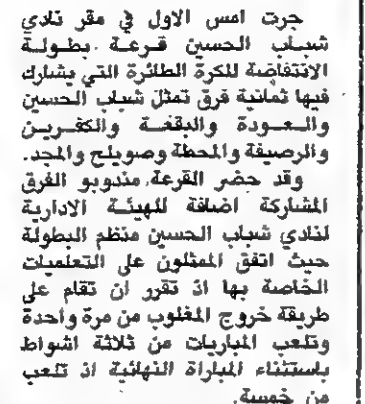 جرت امس الاول في مقر نادي
شباب الحسين قرعة بطولة
الانتفاضة للكرة الطائرة التي يشارك
فيها ثمانية فرق تمثل شباب الحسين
والعودة والبقعة والكفرين
والرصيفة والمحطة وصويلح والمجد.
وقد حضر القرعة مندوبو الفرق
المشاركة اضافة للهيئة الادارية
لنادي شباب الحسين منظم البطولة
حيث اتفق الممثلون على التعلميات
الخاصة بها اذ تقرر ان تقام على
طريقة خروج المغلوب من مرة واحدة
وتلعب المباريات من ثلاثة اشواط
باستثناء المباراة النهائية اذ تلعب
من خمسة.